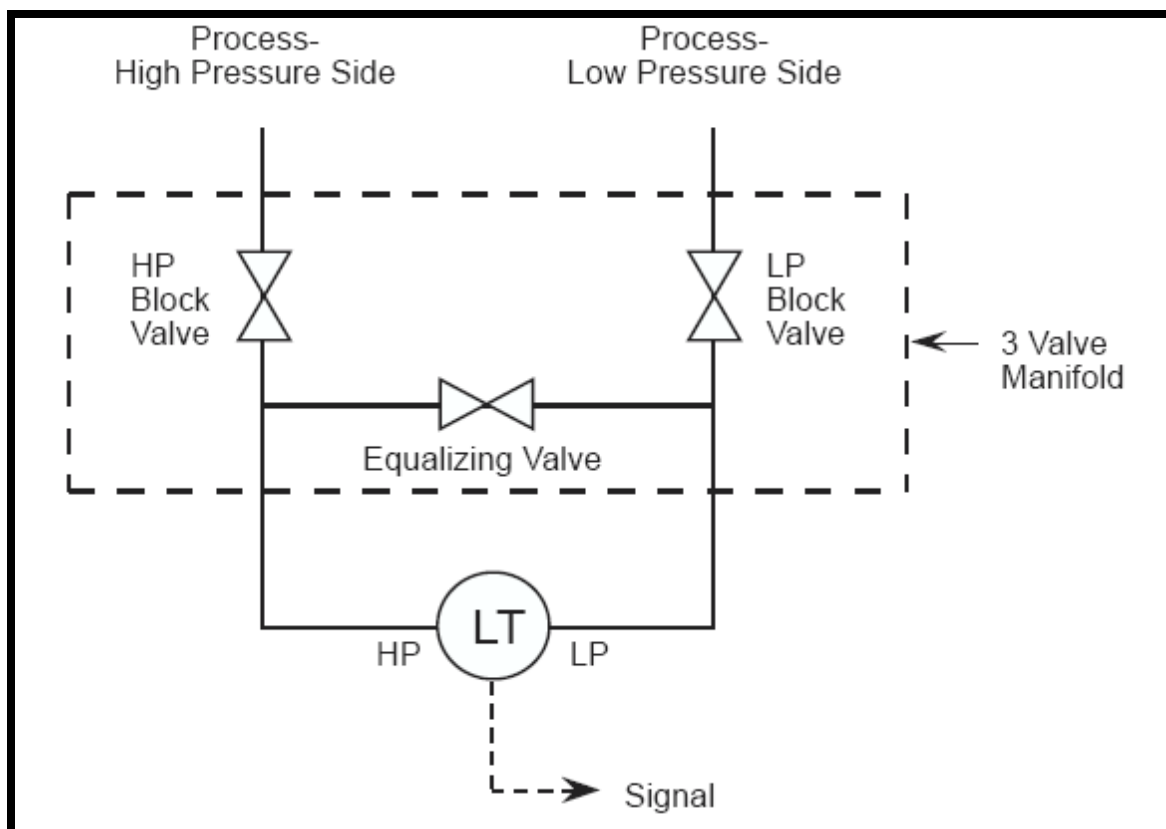 Process-
High Pressure Side
Process-
Low Pressure Side
HP
Block
Valve
LP
Block
Valve
3 Valve
Manifold
Equalizing Valve
LT
HP
LP
Signal